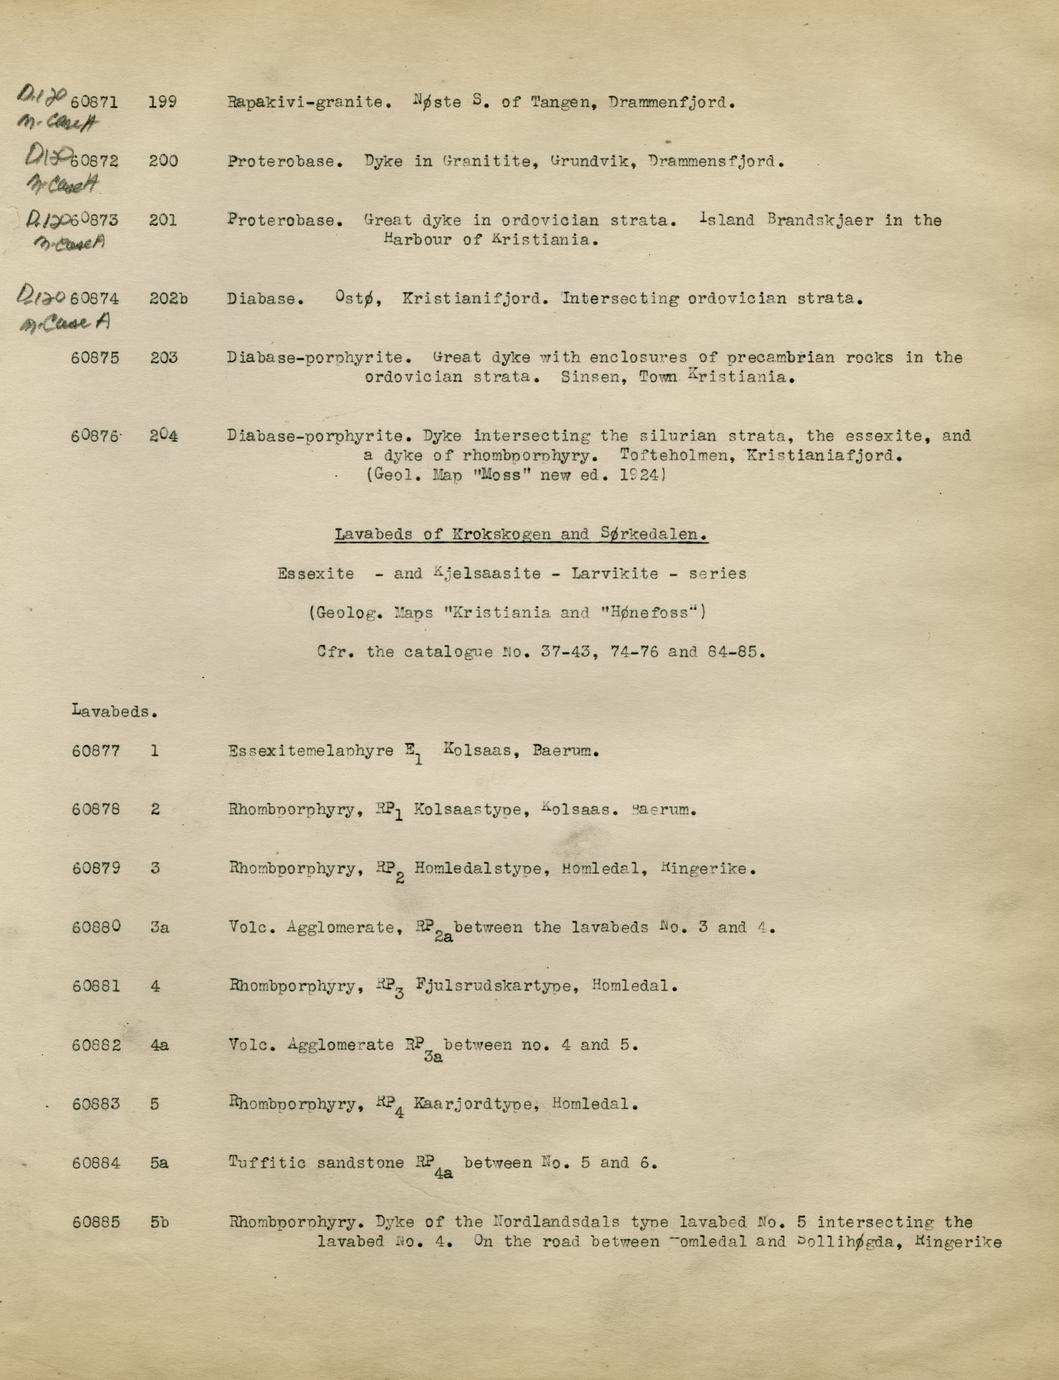 D120 60871 199 Rapakivi-granite. Nøste S. of Tangen, Drammenfjord.
m. Case A
D120 60872 200 Proterobase. Dyke in Granitite, Grundvik, Drammensfjord.
m. Case A
D120 60873 201 Proterobase. Great dyke in ordovician strata. Island Brandskjaer in the
m. Case A Harbour of Kristiania.
D120 60874 202b Diabase. Ostø, Kristianifjord. Intersecting ordovician strata.
m. Case A
60875 203 Diabase-porphyrite. Great dyke with enclosures of precambrian rocks in the
ordovician strata. Sinsen, Town Kristiania.
60876 204 Diabase-porphyrite. Dyke intersecting the silurian strata, the essexite, and
a dyke of rhombporphyry. Tofteholmen, Kristianiafjord.
(Geol. Map "Moss" new ed. 1924)
Lavabeds of Krokskogen and Sørkedalen.
Essexite - and Kjelsaasite - Larvikite - series
(Geolog. Maps "Kristiania and "Hønefoss")
Cfr. the catalogue No. 37-43, 74-76 and 84-85.
Lavabeds.
60877 1 Essexitemelaphyre E1 Kolsaas, Baerum.
60878 2 Rhombporphyry, RP1 Kolsaastype, Kolsaas. Baerum.
60879 3 Rhombporphyry, RP2 Homledalstype, Homledal, Ringerike.
60880 3a Volc. Agglomerate, RP2a between the lavabeds No. 3 and 4.
60881 4 Rhombporphyry, RP3 Fjulsrudskartype, Homledal.
60882 4a Volc. Agglomerate RP3a between no. 4 and 5.
60883 5 Rhombporphyry, RP4 Kaarjordtype, Homledal.
60884 5a Tuffitic sandstone RP4a between No. 5 and 6.
60885 5b Rhombporphyry. Dyke of the Nordlandsdals type lavabed No. 5 intersecting the
lavabed No. 4. On the road between Homledal and Sollihøgda, Ringerike